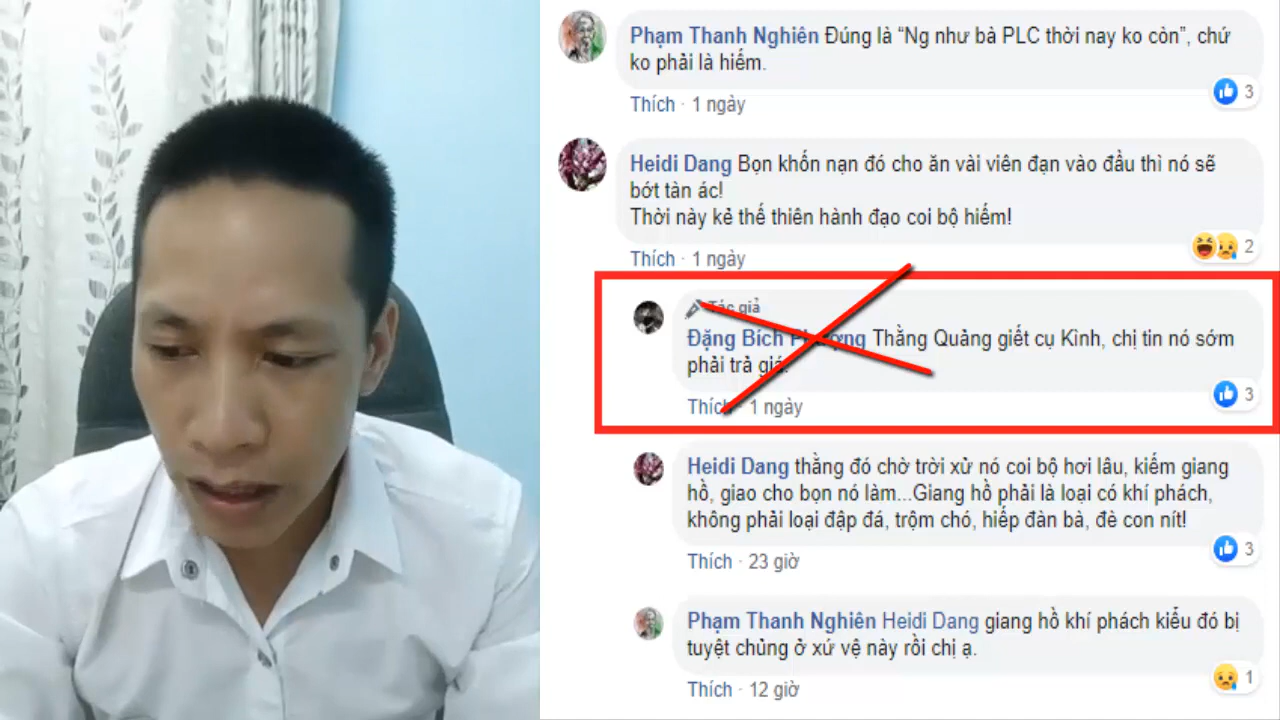 Phạm Thanh Nghiên Đúng là “Ng như bà PLC thời nay ko còn”, chứ
ko phải là hiếm.
3
Thích · 1 ngày
Heidi Dang Bọn khốn nạn đó cho ăn vài viên đạn vào đầu thì nó sẽ
bớt tàn ác!
Thời này kẻ thế thiên hành đạo coi bộ hiếm!
2
Thích · 1 ngày
Tác giả
Đặng Bích Phượng Thằng Quảng giết cụ Kình, chị tin nó sớm
phải trả giá.
3
Thích · 1 ngày
Heidi Dang thằng đó chờ trời xử nó coi bộ hơi lâu, kiếm giang
hồ, giao cho bọn nó làm...Giang hồ phải là loại có khí phách,
không phải loại đập đá, trộm chó, hiếp đàn bà, đè con nít!
3
Thích · 23 giờ
Phạm Thanh Nghiên Heidi Dang giang hồ khí phách kiểu đó bị
tuyệt chủng ở xứ vệ này rồi chị ạ.
1
Thích · 12 giờ